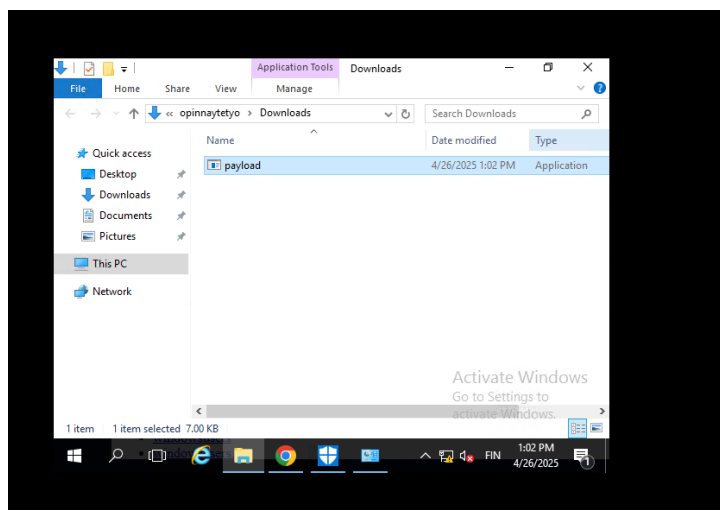 Application Tools Downloads
File Home Share View Manage
« opinnaytetyo > Downloads Search Downloads
Name Date modified Type
Quick access
payload 4/26/2025 1:02 PM Application
Desktop
Downloads
Documents
Pictures
This PC
Network
Activate Windows
Go to Settings to
activate Windows.
1 item 1 item selected 7.00 KB
FIN
1:02 PM
4/26/2025
1